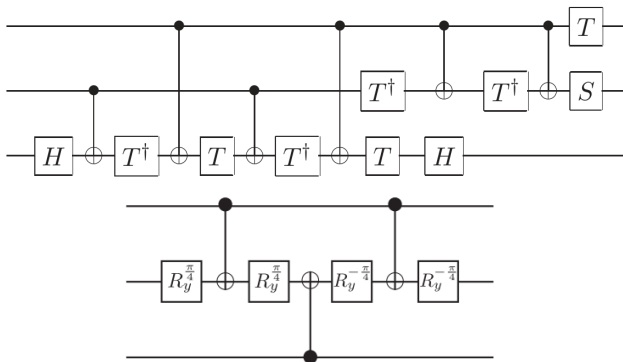 T
T† T† S
H T† T T† T H
R_y^{π/4} R_y^{π/4} R_y^{-π/4} R_y^{-π/4}